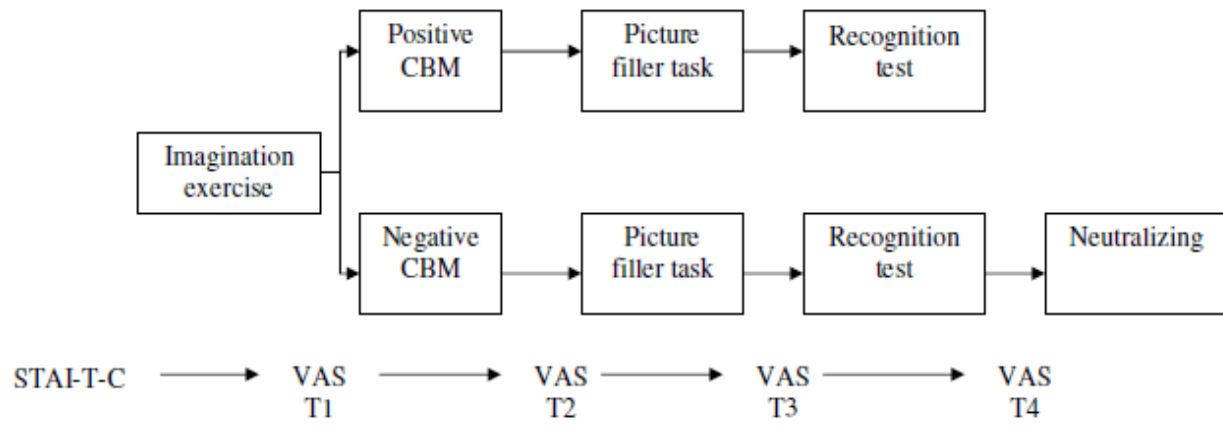 Positive
CBM
Picture
filler task
Recognition
test
Imagination
exercise
Negative
CBM
Picture
filler task
Recognition
test
Neutralizing
STAI-T-C
VAS
T1
VAS
T2
VAS
T3
VAS
T4